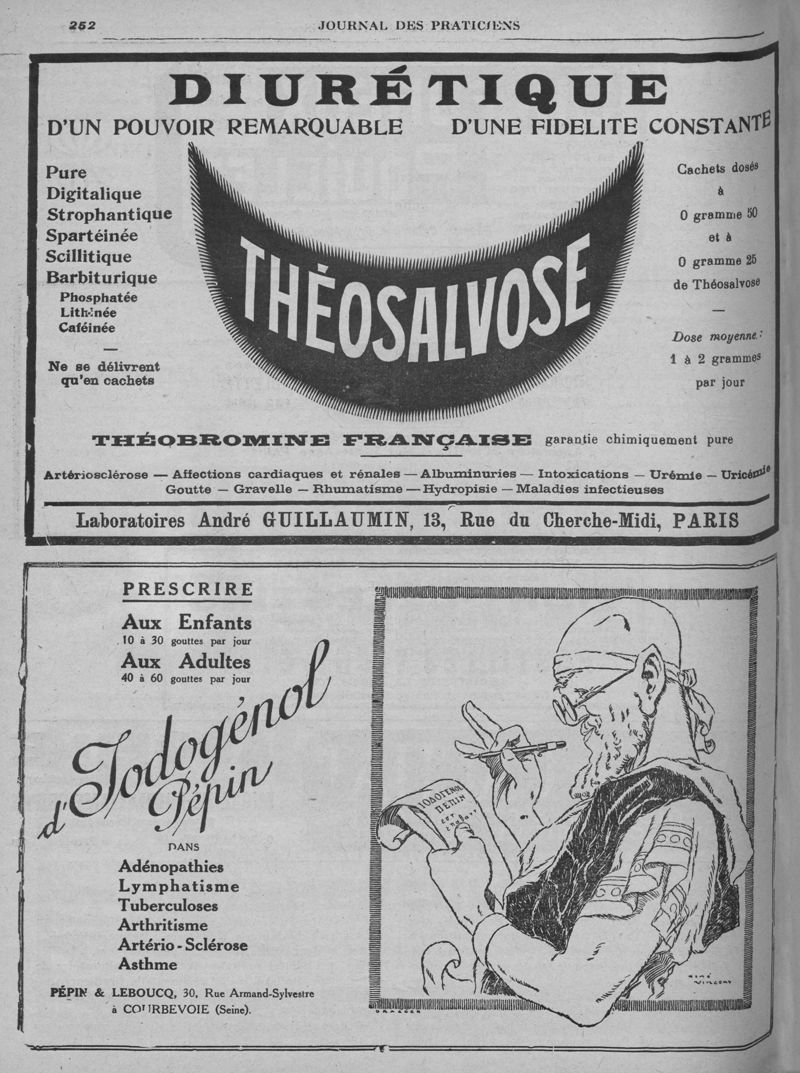 252
JOURNAL DES PRATICIENS
DIURÉTIQUE
D'UN POUVOIR REMARQUABLE D'UNE FIDELITE CONSTANTE
Pure
Digitalique
Strophantique
Spartéinée
Scillitique
Barbiturique
Phosphatée
Lithinée
Caféinée
—
Ne se délivrent
qu'en cachets
THÉOSALVOSE
Cachets dosés
à
0 gramme 50
et à
0 gramme 25
de Théosalvose
—
Dose moyenne:
1 à 2 grammes
par jour
THÉOBROMINE FRANÇAISE garantie chimiquement pure
Artériosclérose — Affections cardiaques et rénales — Albuminuries — Intoxications — Urémie — Uricémie
Goutte — Gravelle — Rhumatisme — Hydropisie — Maladies infectieuses
Laboratoires André GUILLAUMIN, 13, Rue du Cherche-Midi, PARIS
PRESCRIRE
Aux Enfants
10 à 30 gouttes par jour
Aux Adultes
40 à 60 gouttes par jour
d'Iodogénol
Pépin
DANS
Adénopathies
Lymphatisme
Tuberculoses
Arthritisme
Artério-Sclérose
Asthme
PÉPIN & LEBOUCQ, 30, Rue Armand-Sylvestre
à COURBEVOIE (Seine).
IODOGENOL
PEPIN
RENÉ
VINCENT
DRAEGER